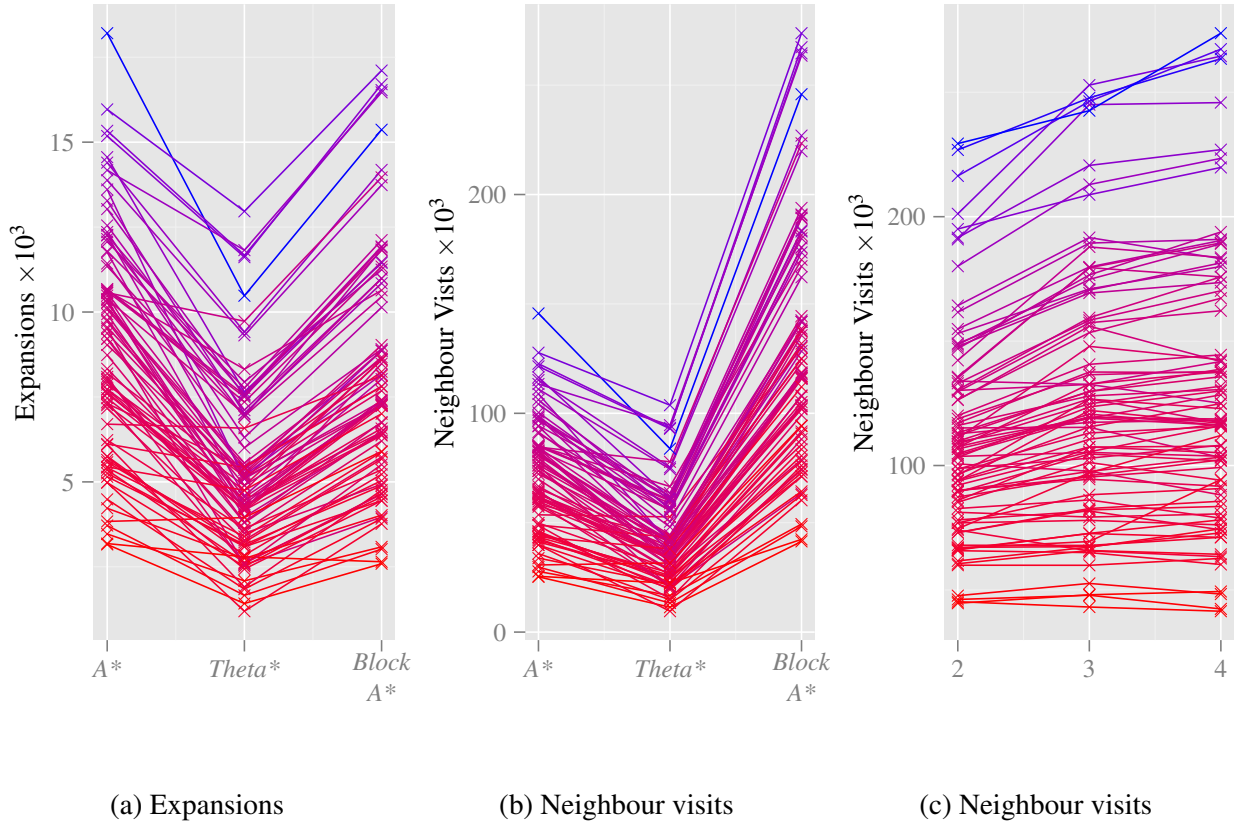 Expansions ×10³
15
10
5
A*
Theta*
Block
A*
(a) Expansions
Neighbour Vists ×10³
200
100
0
A*
Theta*
Block
A*
(b) Neighbour visits
Neighbour Visits ×10³
200
100
2
3
4
(c) Neighbour visits